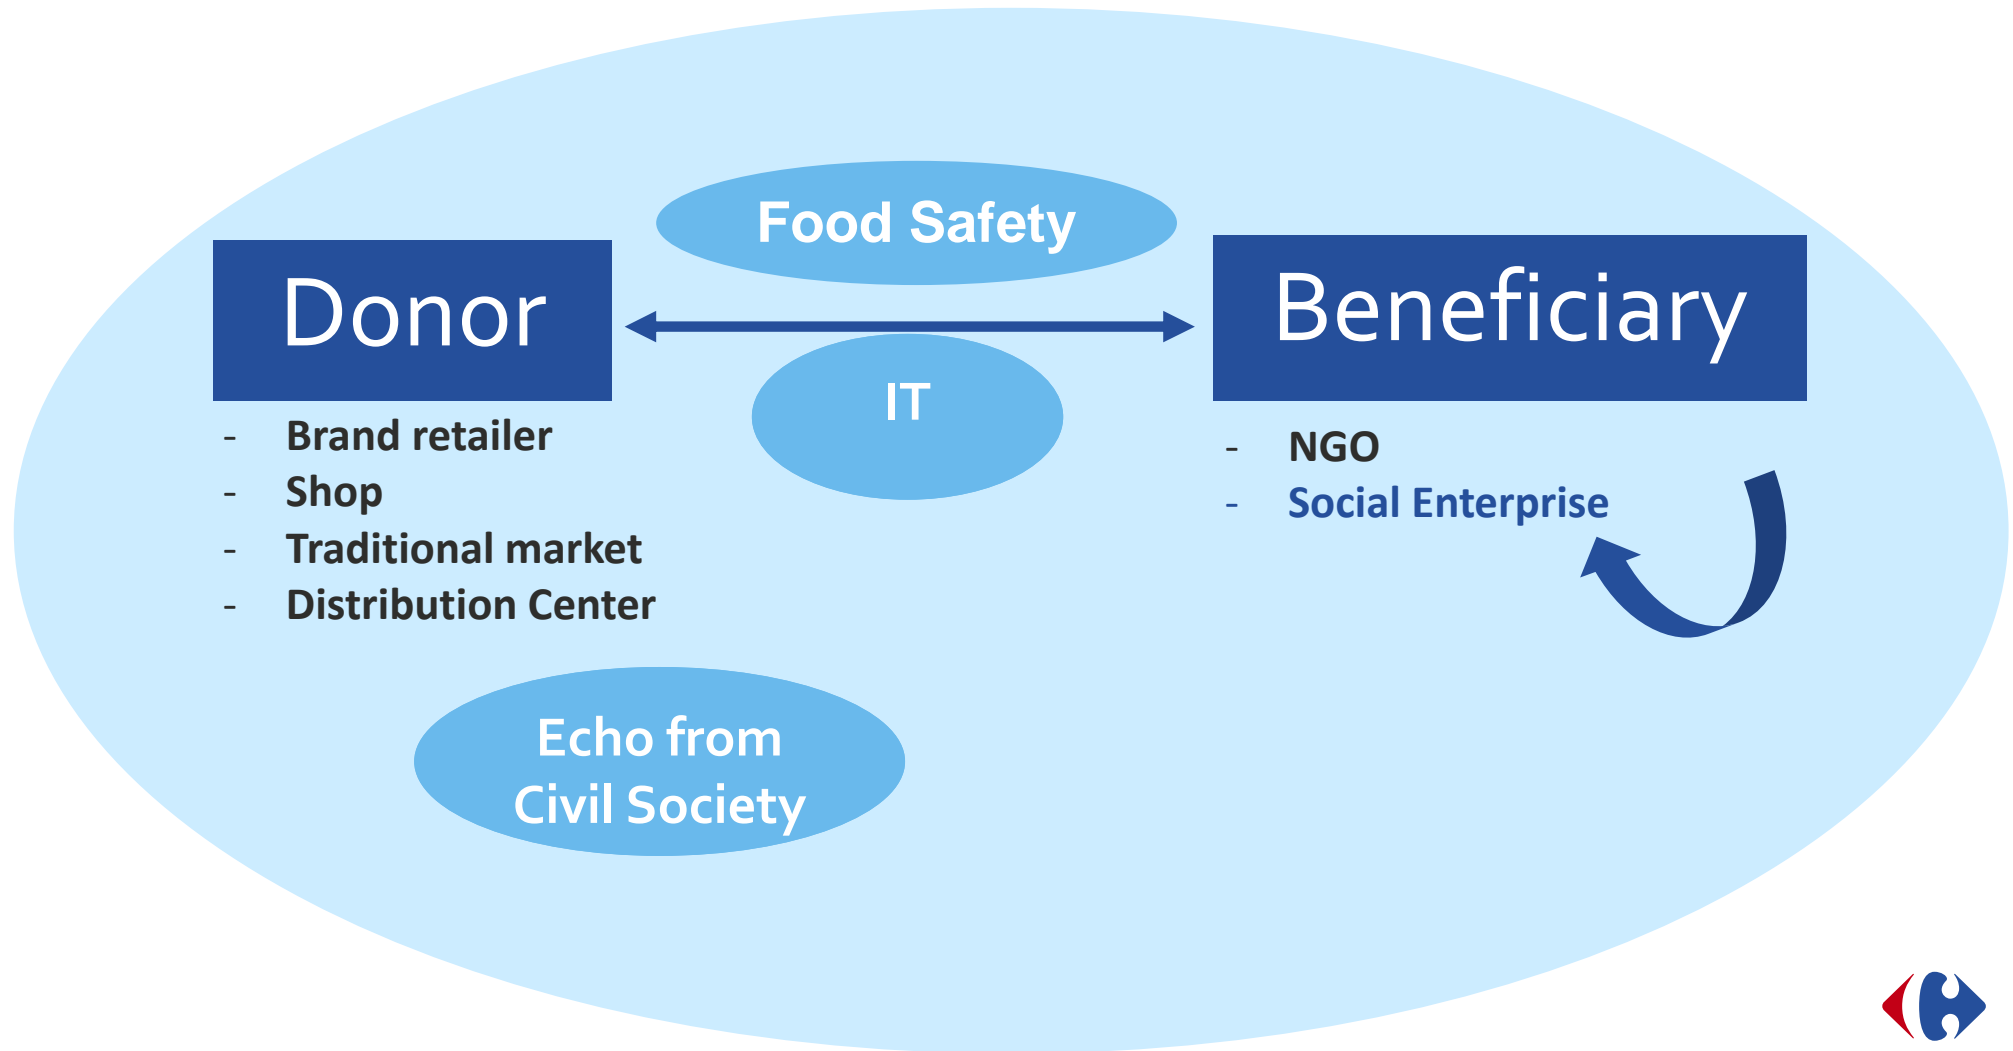 Food Safety
Donor
Beneficiary
IT
- Brand retailer
- Shop
- Traditional market
- Distribution Center
- NGO
- Social Enterprise
Echo from
Civil Society